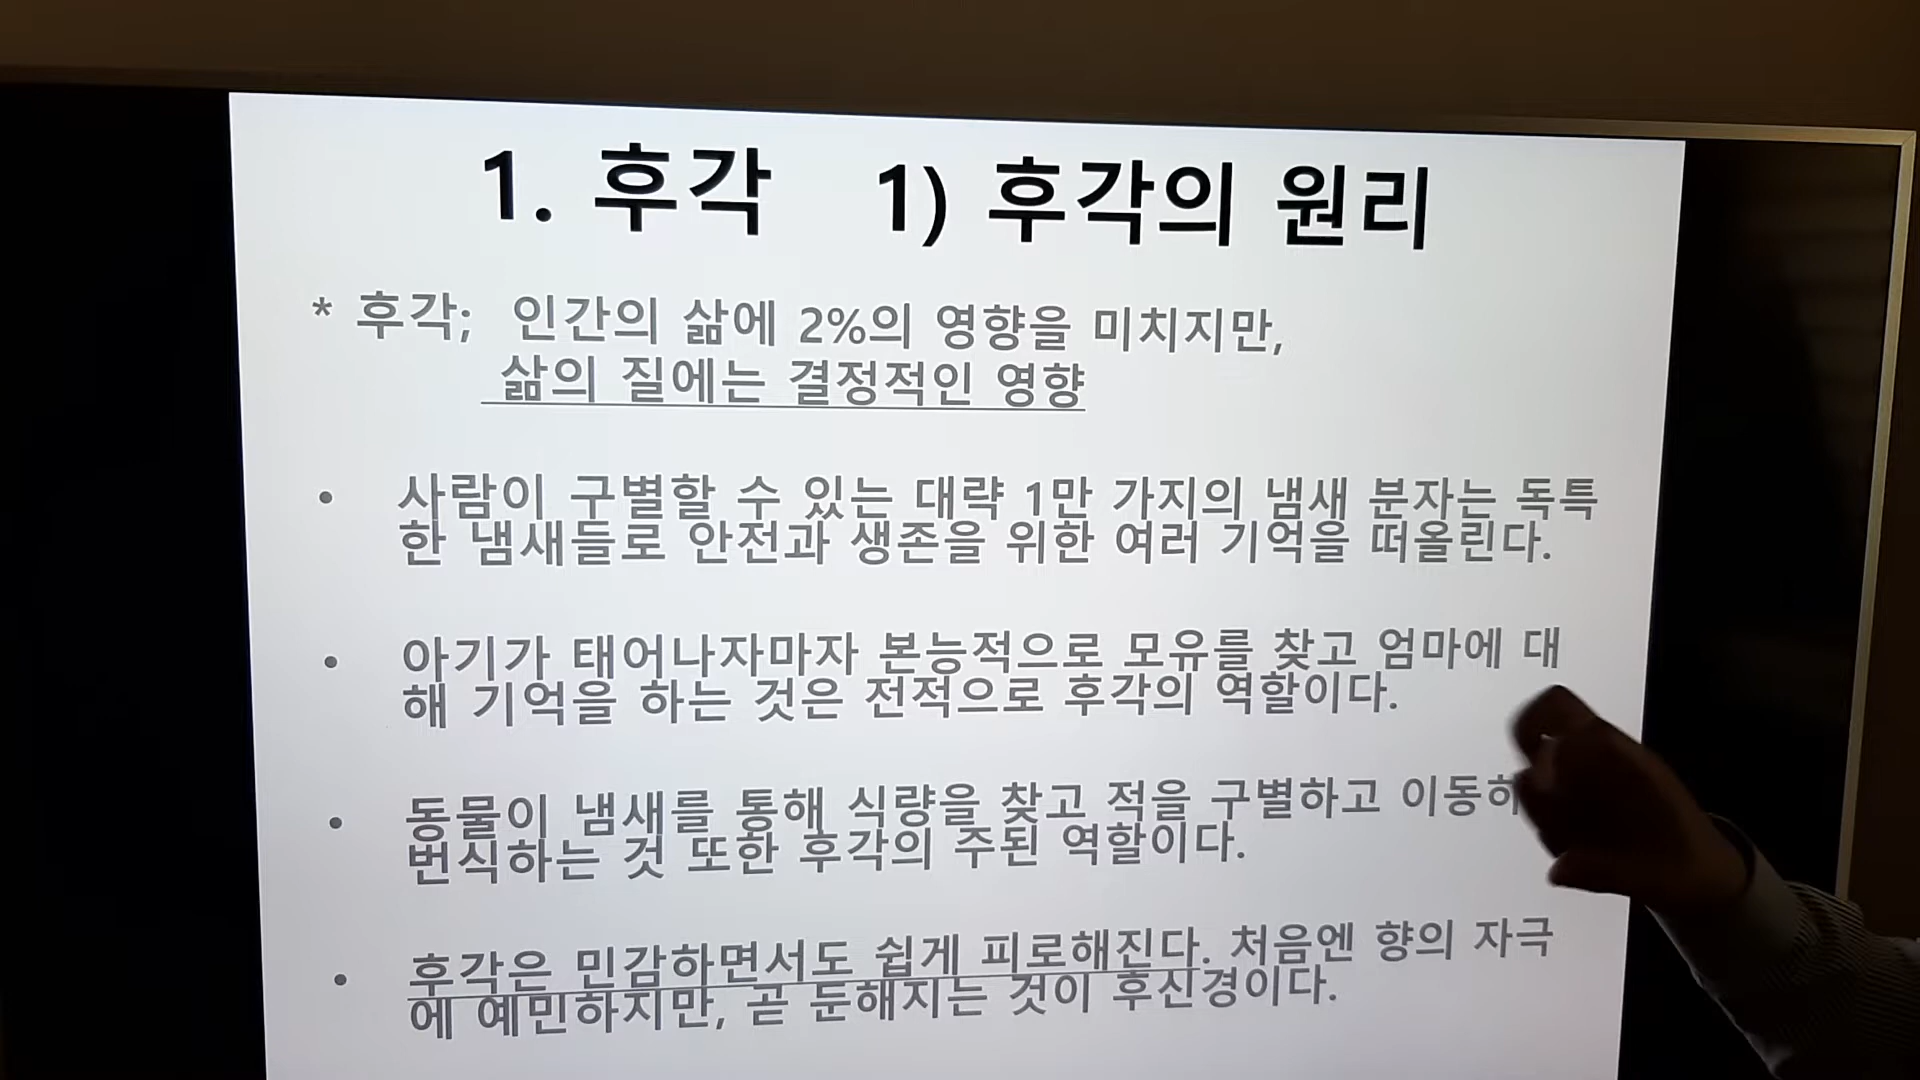 1. 후각 1) 후각의 원리
* 후각; 인간의 삶에 2%의 영향을 미치지만,
삶의 질에는 결정적인 영향
• 사람이 구별할 수 있는 대략 1만 가지의 냄새 분자는 독특
한 냄새들로 안전과 생존을 위한 여러 기억을 떠올린다.
• 아기가 태어나자마자 본능적으로 모유를 찾고 엄마에 대
해 기억을 하는 것은 전적으로 후각의 역할이다.
• 동물이 냄새를 통해 식량을 찾고 적을 구별하고
번식하는 것 또한 후각의 주된 역할이다.
• 후각은 민감하면서도 쉽게 피로해진다. 처음엔 향의 자극
에 예민하지만, 곧 둔해지는 것이 후신경이다.